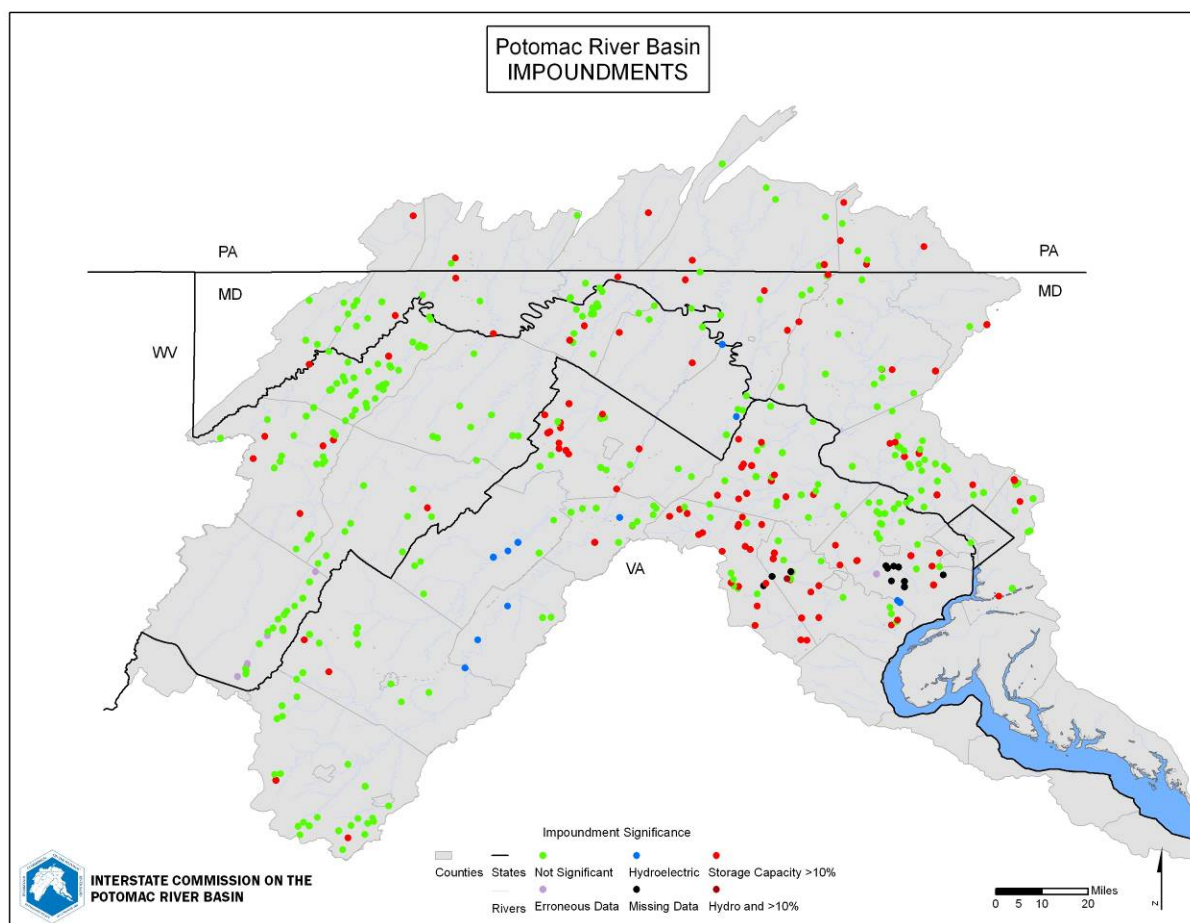 Potomac River Basin
IMPOUNDMENTS
PA
PA
MD
MD
WV
VA
Impoundment Significance
Counties
States
Not Significant
Hydroelectric
Storage Capacity >10%
Rivers
Erroneous Data
Missing Data
Hydro and >10%
INTERSTATE COMMISSION ON THE
POTOMAC RIVER BASIN
Miles
0 5 10 20
N